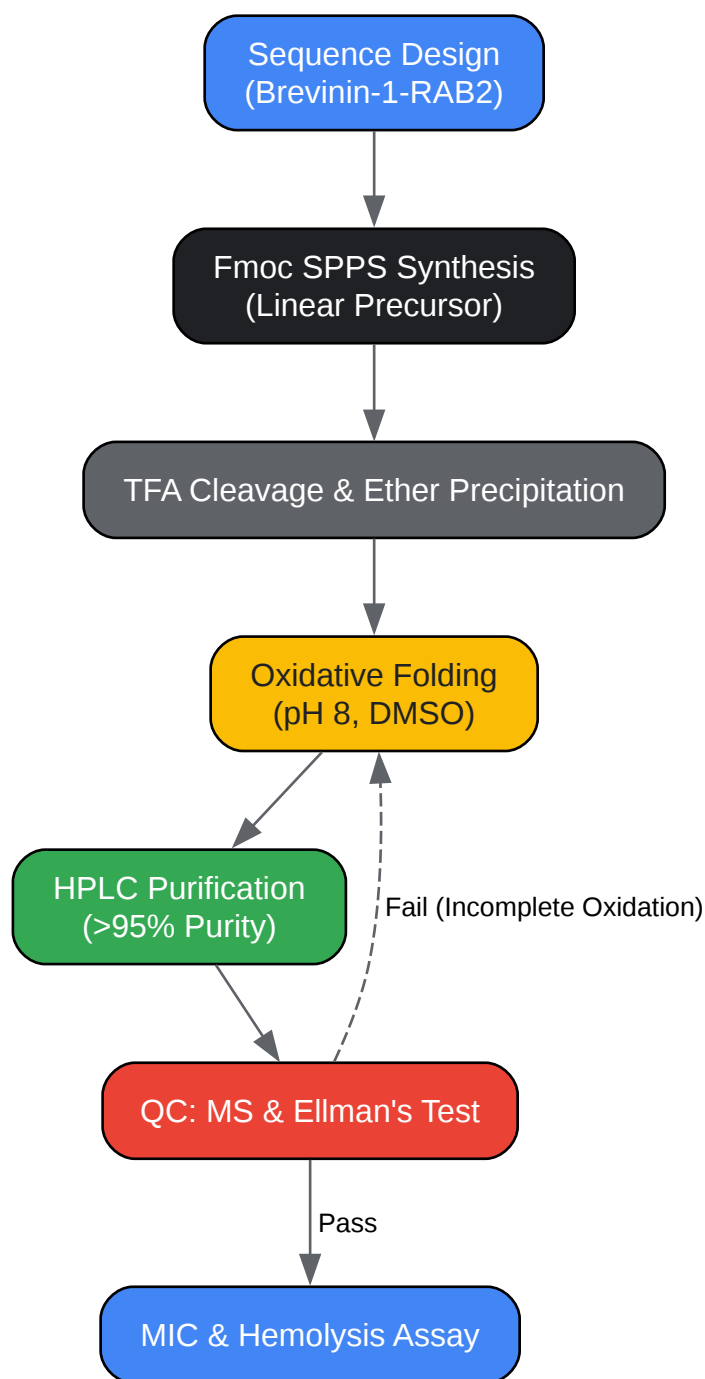 Sequence Design
(Brevinin-1-RAB2)
Fmoc SPPS Synthesis
(Linear Precursor)
TFA Cleavage & Ether Precipitation
Oxidative Folding
(pH 8, DMSO)
HPLC Purification
(>95% Purity)
Fail (Incomplete Oxidation)
QC: MS & Ellman's Test
Pass
MIC & Hemolysis Assay